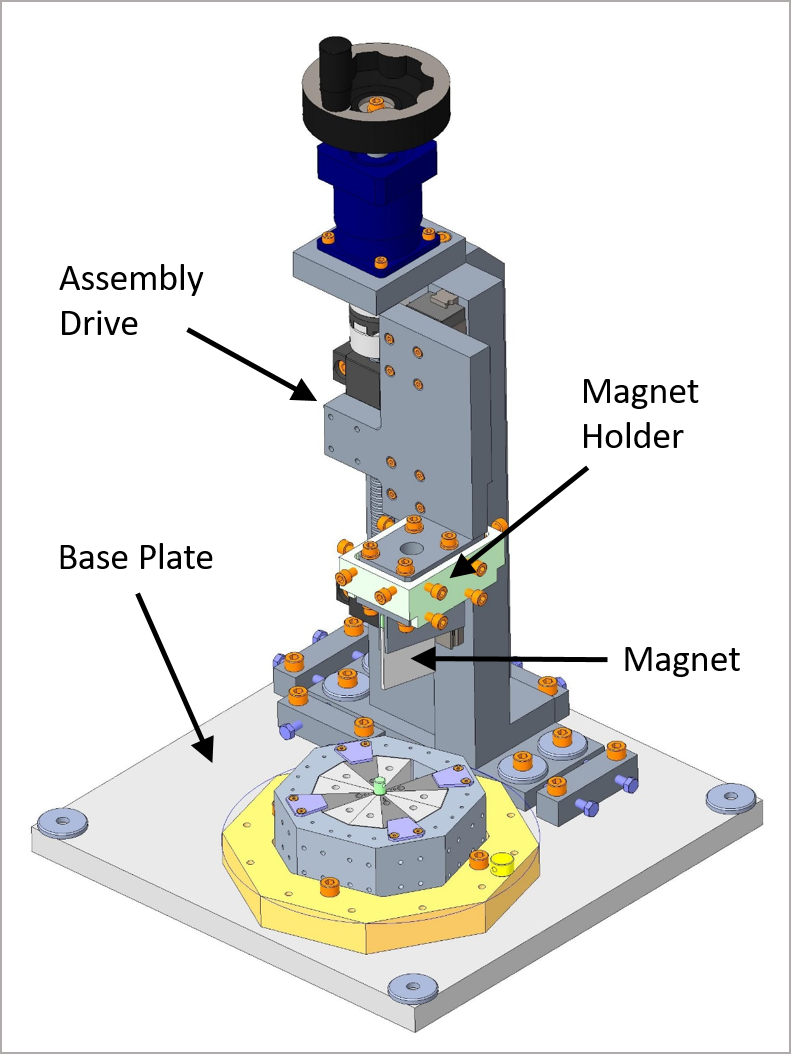 Assembly
Drive
Magnet
Holder
Base Plate
Magnet